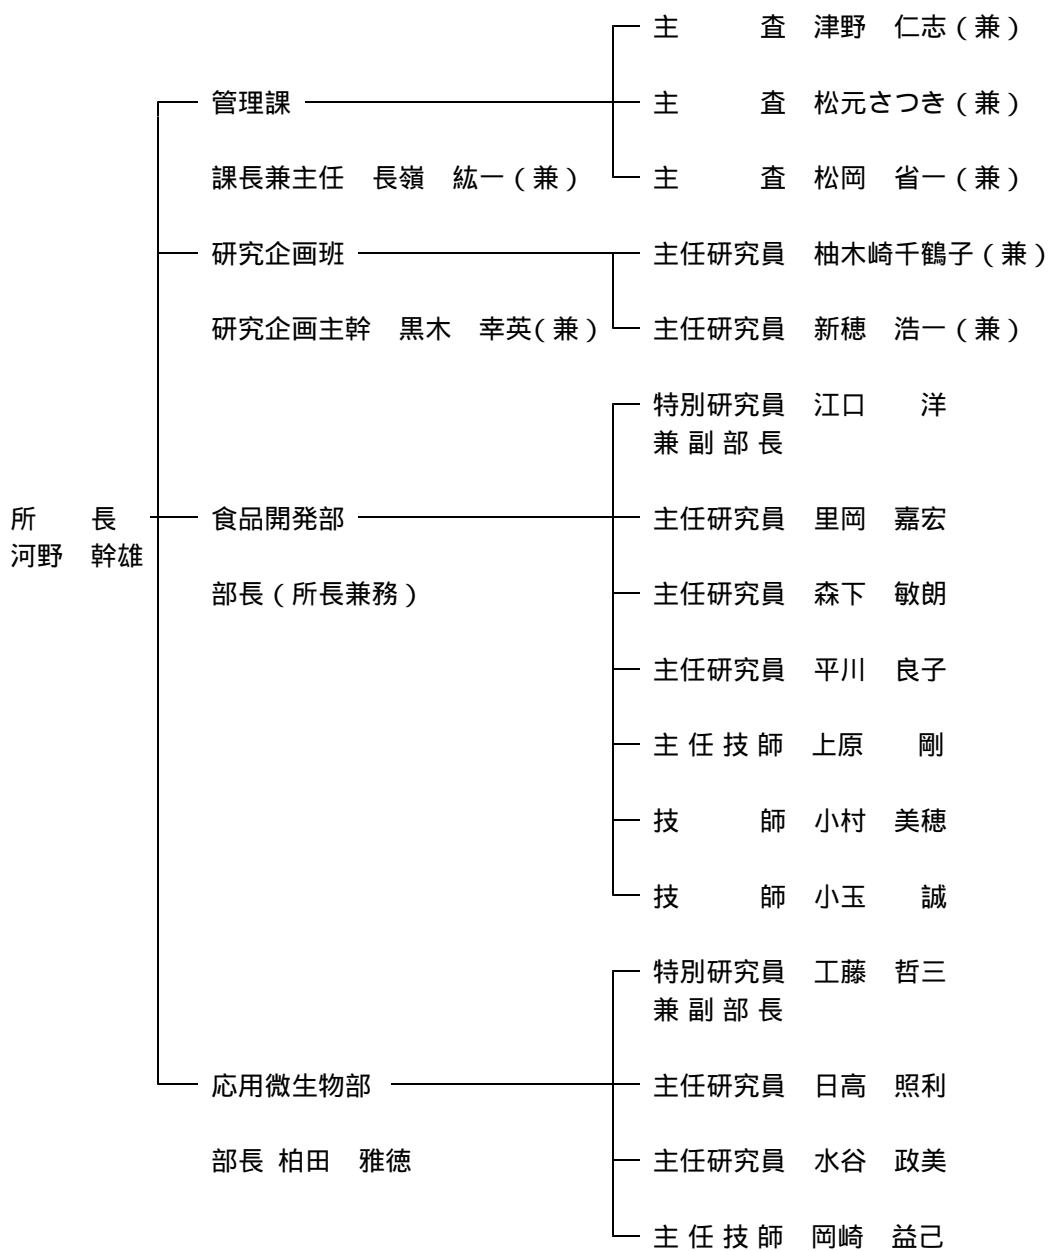 主　　　査　津野　仁志（兼）
管理課
主　　　査　松元さつき（兼）
課長兼主任　長嶺　紘一（兼）
主　　　査　松岡　省一（兼）
研究企画班
主任研究員　柚木崎千鶴子（兼）
研究企画主幹　黒木　幸英（兼）
主任研究員　新穂　浩一（兼）
特別研究員　江口　　洋
兼副部長
所　　長
河野　幹雄
食品開発部
主任研究員　里岡　嘉宏
部長（所長兼務）
主任研究員　森下　敏朗
主任研究員　平川　良子
主任技師　上原　　剛
技　　　師　小村　美穂
技　　　師　小玉　　誠
特別研究員　工藤　哲三
兼副部長
応用微生物部
主任研究員　日高　照利
部長 柏田　雅徳
主任研究員　水谷　政美
主任技師　岡崎　益己